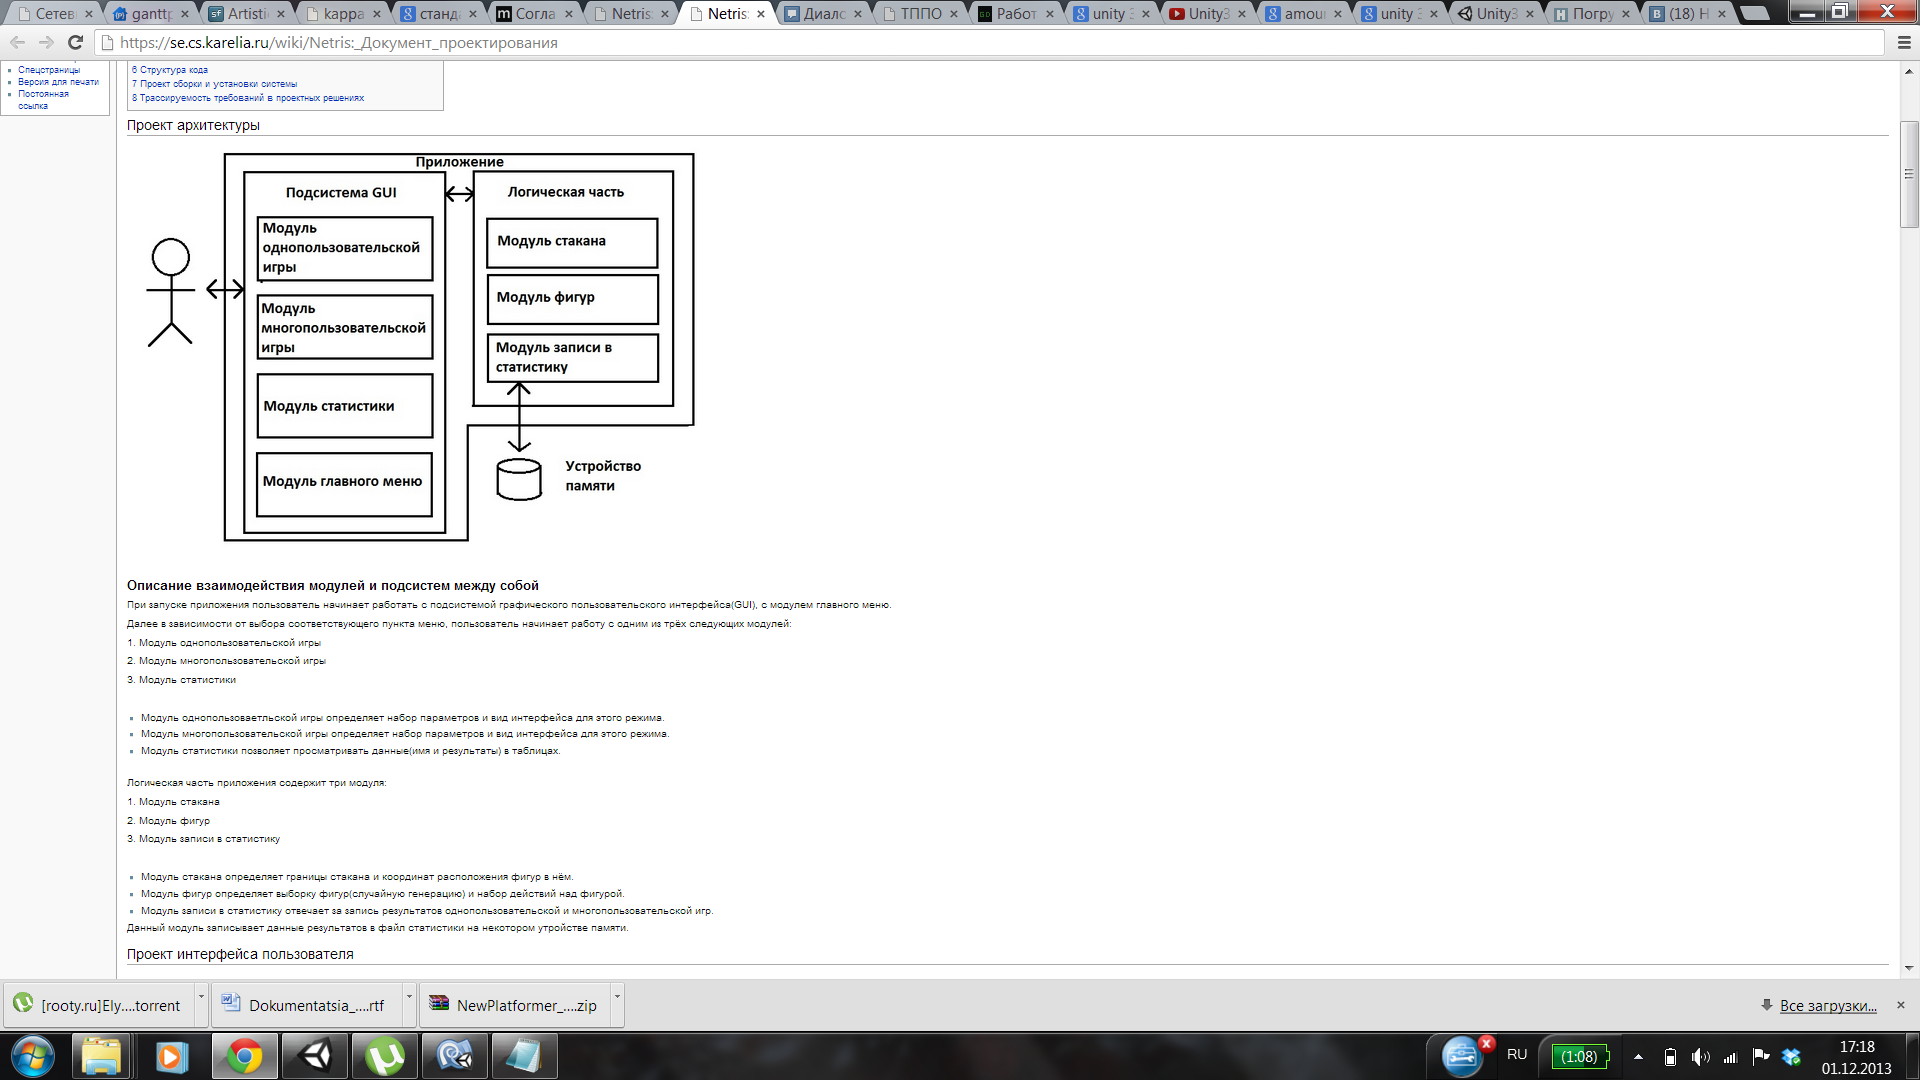 Сетев
ganttp
Artisti
kappa
станда
Согла
Netris:
Netris:
Диало
ТППО
Работ
unity 3
Unity3
amour
unity 3
Unity3
Погру
(18) Н
https://se.cs.karelia.ru/wiki/Netris:_Документ_проектирования
Спецстраницы
Версия для печати
Постоянная
ссылка
6 Структура кода
7 Проект сборки и установки системы
8 Трассируемость требований в проектных решениях
Проект архитектуры
Приложение
Подсистема GUI
Модуль
однопользовательской
игры
Модуль
многопользовательской
игры
Модуль статистики
Модуль главного меню
Логическая часть
Модуль стакана
Модуль фигур
Модуль записи в
статистику
Устройство
памяти
Описание взаимодействия модулей и подсистем между собой
При запуске приложения пользователь начинает работать с подсистемой графического пользовательского интерфейса(GUI), с модулем главного меню.
Далее в зависимости от выбора соответствующего пункта меню, пользователь начинает работу с одним из трёх следующих модулей:
1. Модуль однопользовательской игры
2. Модуль многопользовательской игры
3. Модуль статистики
Модуль однопользоваетльской игры определяет набор параметров и вид интерфейса для этого режима.
Модуль многопользовательской игры определяет набор параметров и вид интерфейса для этого режима.
Модуль статистики позволяет просматривать данные(имя и результаты) в таблицах.
Логическая часть приложения содержит три модуля:
1. Модуль стакана
2. Модуль фигур
3. Модуль записи в статистику
Модуль стакана определяет границы стакана и координат расположения фигур в нём.
Модуль фигур определяет выборку фигур(случайную генерацию) и набор действий над фигурой.
Модуль записи в статистику отвечает за запись результатов однопользовательской и многопользовательской игр.
Данный модуль записывает данные результатов в файл статистики на некотором утройстве памяти.
Проект интерфейса пользователя
[rooty.ru]Ely....torrent
Dokumentatsia_....rtf
NewPlatformer_....zip
Все загрузки...
RU
(1:08)
17:18
01.12.2013